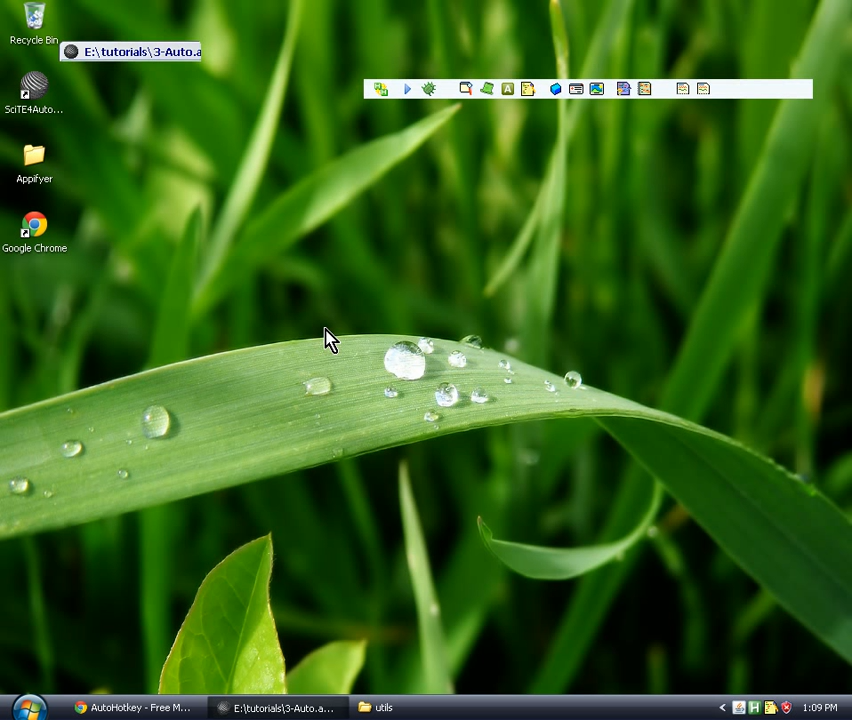 Recycle Bin
E:\tutorials\3-Auto.a
SciTE4Auto...
Appifyer
Google Chrome
AutoHotkey - Free M...
E:\tutorials\3-Auto.a...
utils
1:09 PM